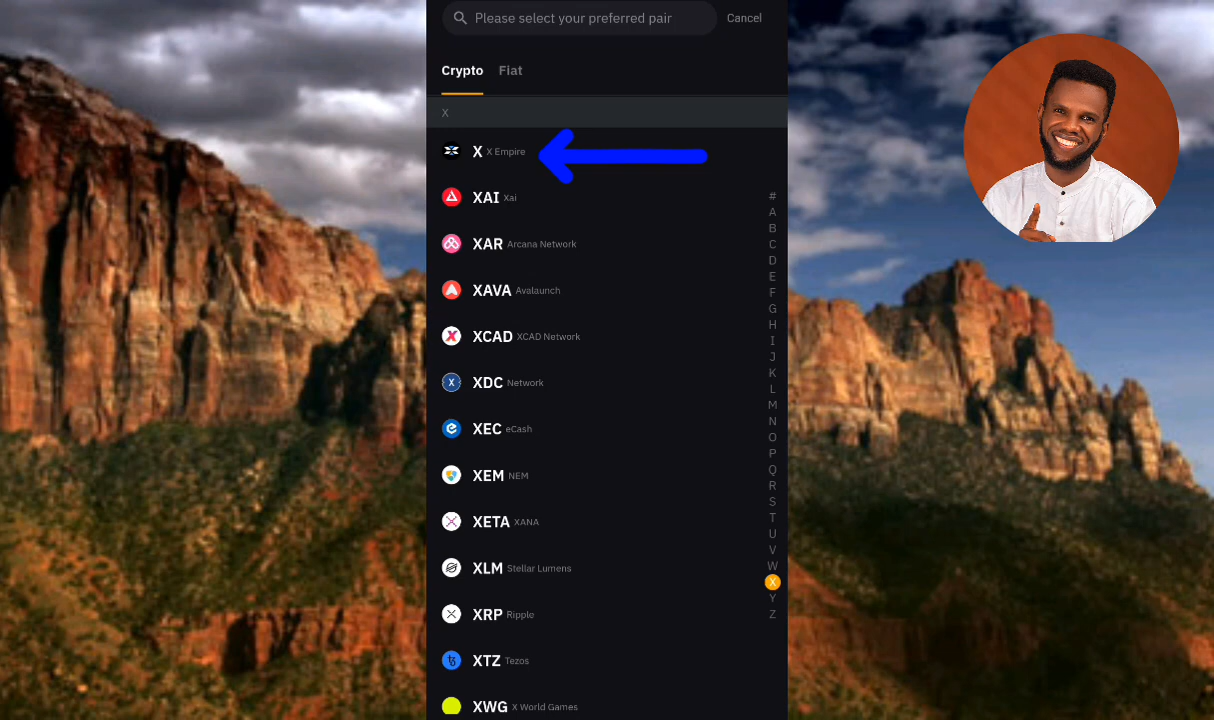 Please select your preferred pair Cancel
Crypto Fiat
X
X X Empire
XAI Xai
XAR Arcana Network
XAVA Avalaunch
XCAD XCAD Network
XDC Network
XEC eCash
XEM NEM
XETA XANA
XLM Stellar Lumens
XRP Ripple
XTZ Tezos
XWG X World Games
#
A
B
C
D
E
F
G
H
I
J
K
L
M
N
O
P
Q
R
S
T
U
V
W
X
Y
Z